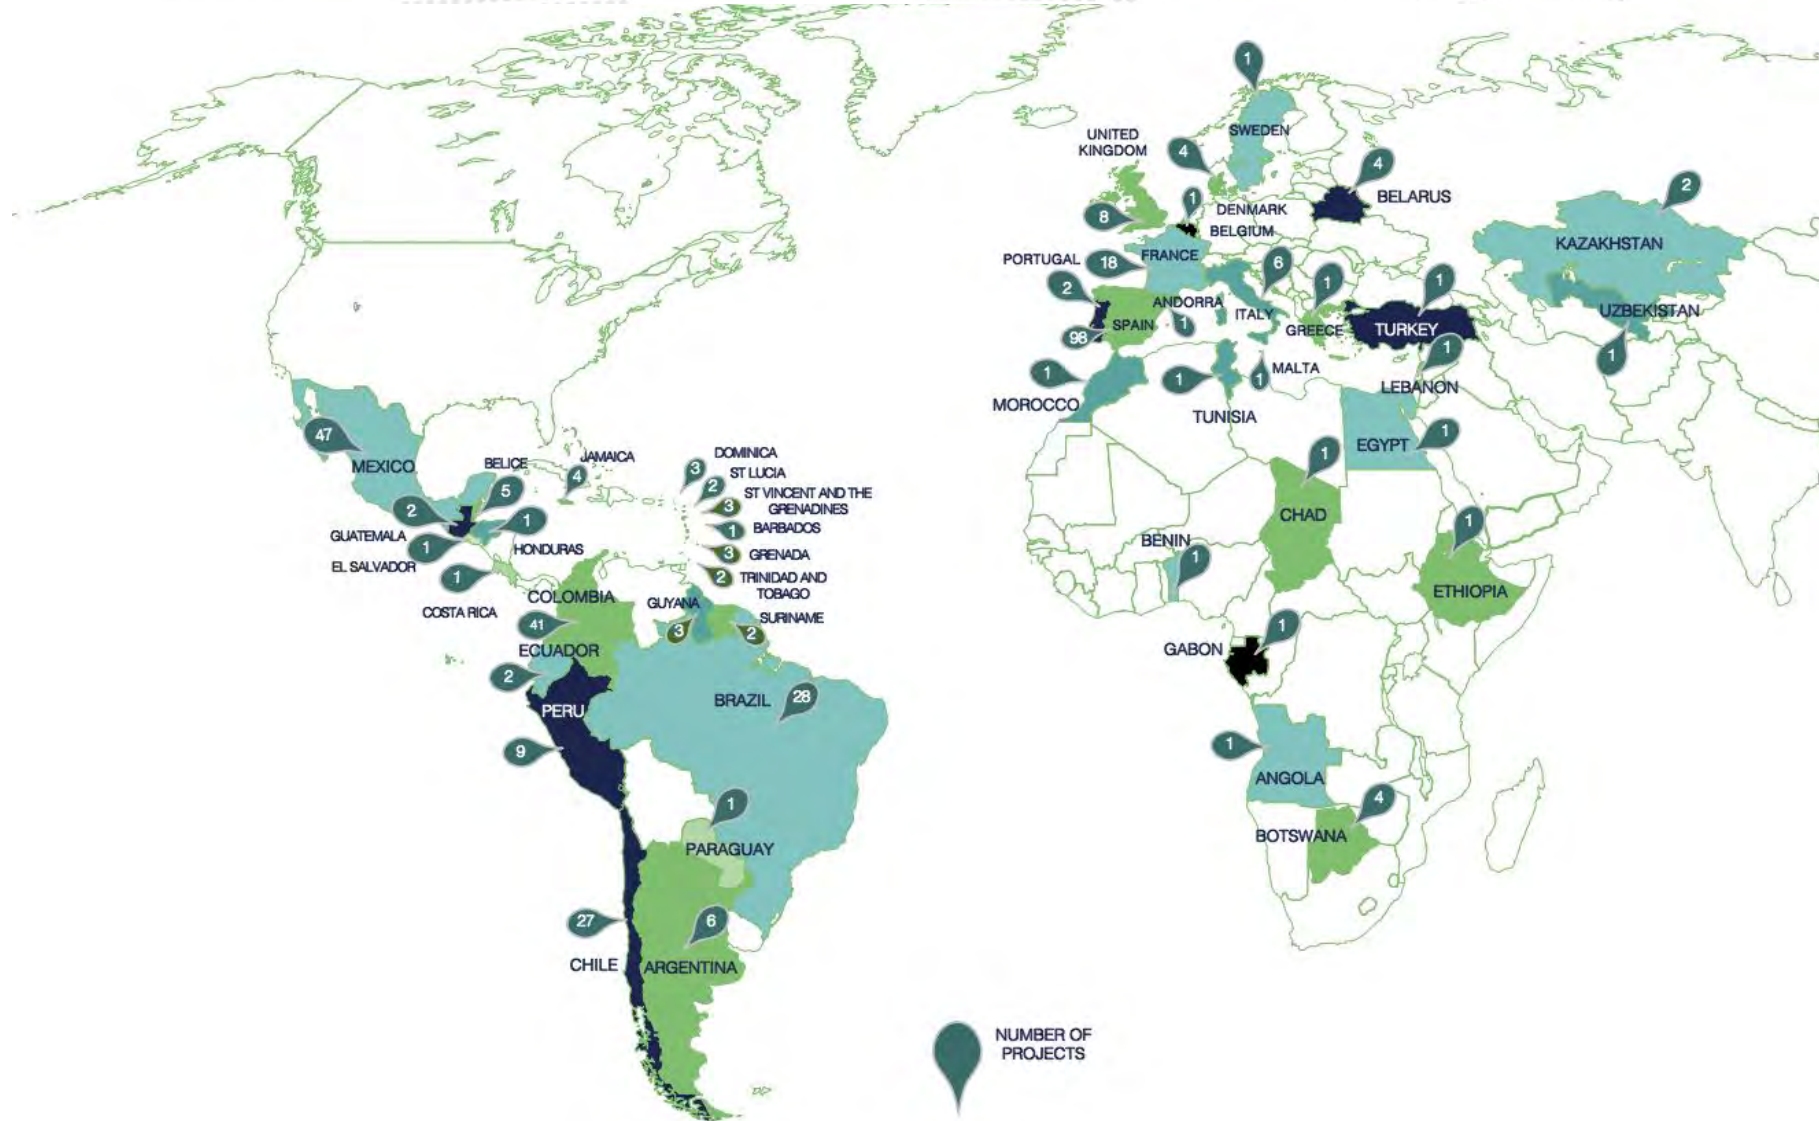 1
SWEDEN
UNITED
KINGDOM
4
4
BELARUS
1
2
DENMARK
8
BELGIUM
KAZAKHSTAN
FRANCE
PORTUGAL
18
6
1
1
2
ANDORRA
ITALY
UZBEKISTAN
SPAIN
1
GREECE
TURKEY
98
1
1
MALTA
1
1
1
LEBANON
MOROCCO
TUNISIA
47
EGYPT
1
MEXICO
BELICE
JAMAICA
4
DOMINICA
3
ST LUCIA
2
ST VINCENT AND THE
GRENADINES
3
1
5
2
1
BARBADOS
1
CHAD
1
GUATEMALA
1
HONDURAS
EL SALVADOR
3
GRENADA
BENIN
1
1
2
TRINIDAD AND
TOBAGO
ETHIOPIA
COLOMBIA
GUYANA
COSTA RICA
SURINAME
41
3
2
1
ECUADOR
GABON
2
BRAZIL
28
PERU
9
1
ANGOLA
1
4
BOTSWANA
PARAGUAY
27
6
CHILE
ARGENTINA
NUMBER OF
PROJECTS